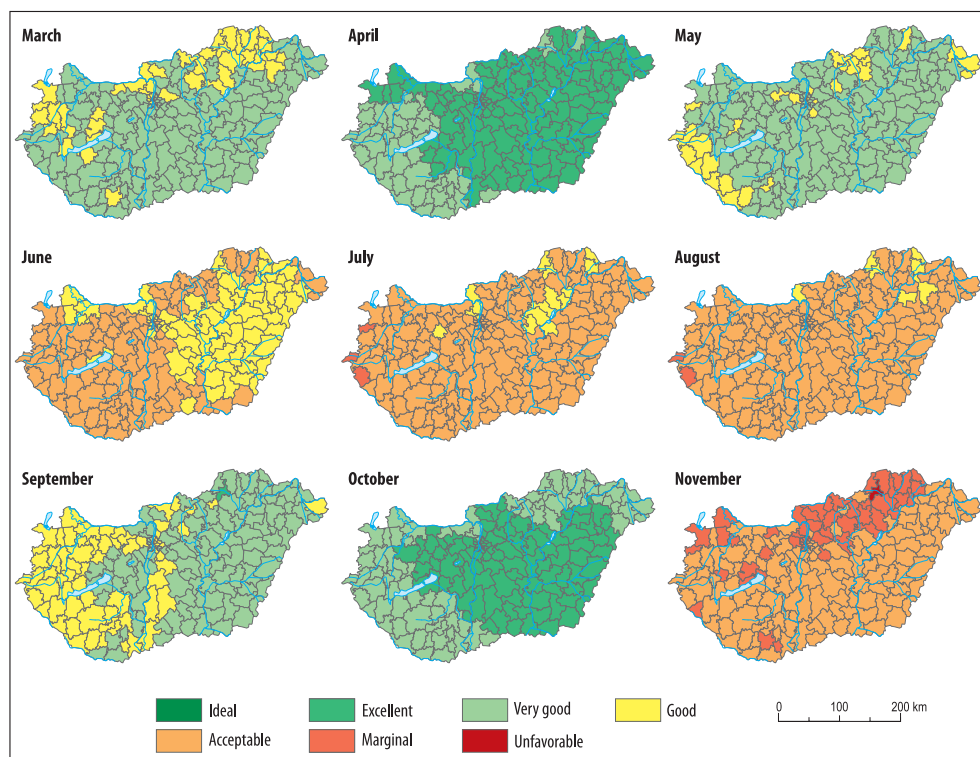 March
April
May
June
July
August
September
October
November
Ideal
Excellent
Very good
Good
Acceptable
Marginal
Unfavorable
0 100 200 km